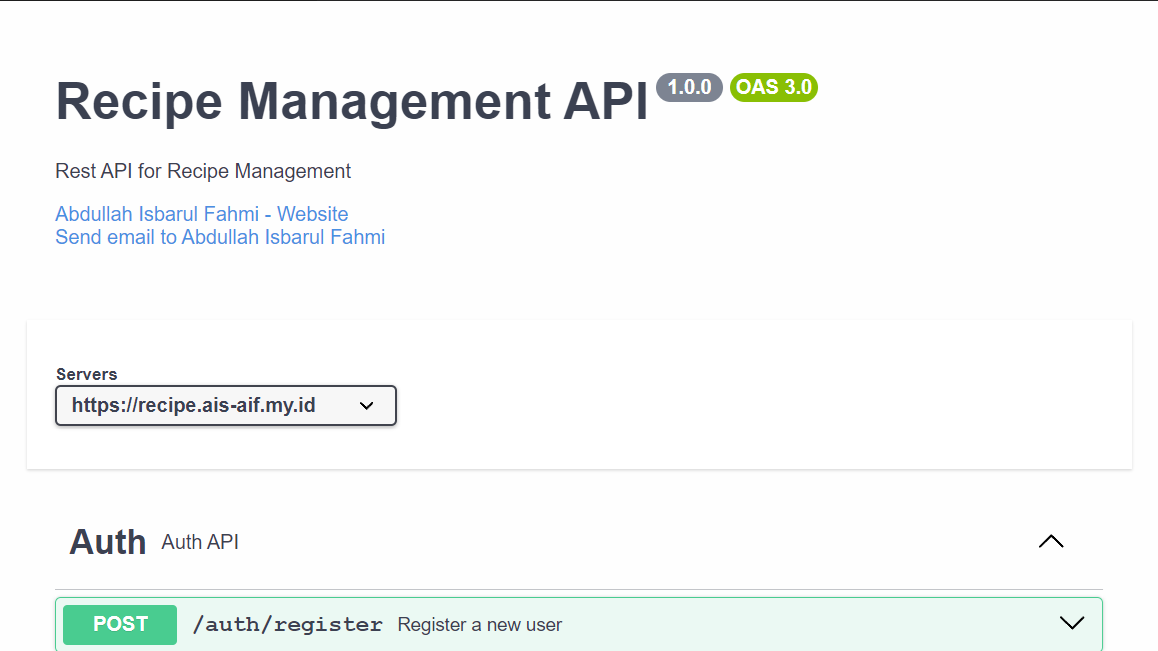 Recipe Management API 1.0.0 OAS 3.0
Rest API for Recipe Management
Abdullah Isbarul Fahmi - Website
Send email to Abdullah Isbarul Fahmi
Servers
https://recipe.ais-aif.my.id
Auth Auth API
POST /auth/register Register a new user